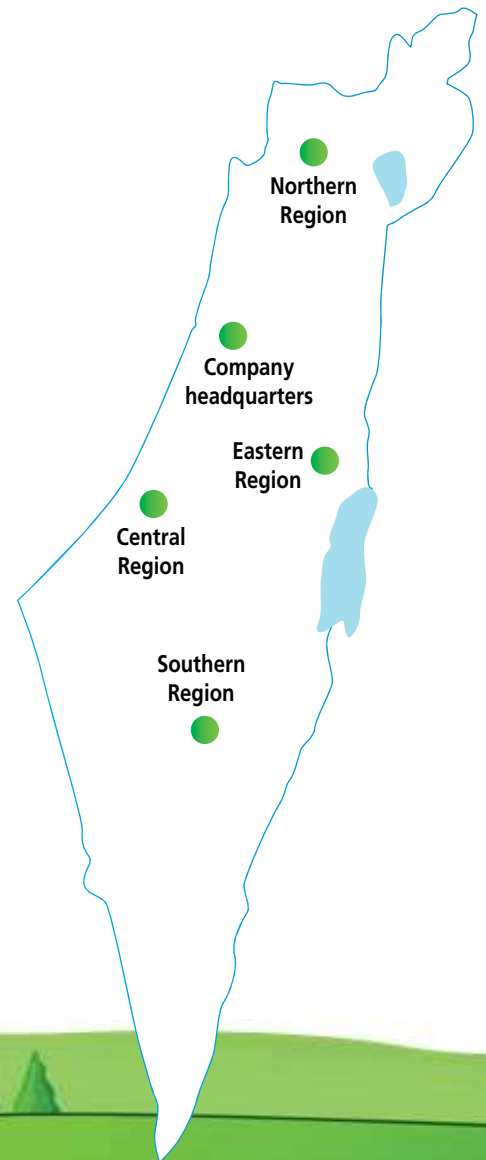 Northern
Region
Company
headquarters
Eastern
Region
Central
Region
Southern
Region